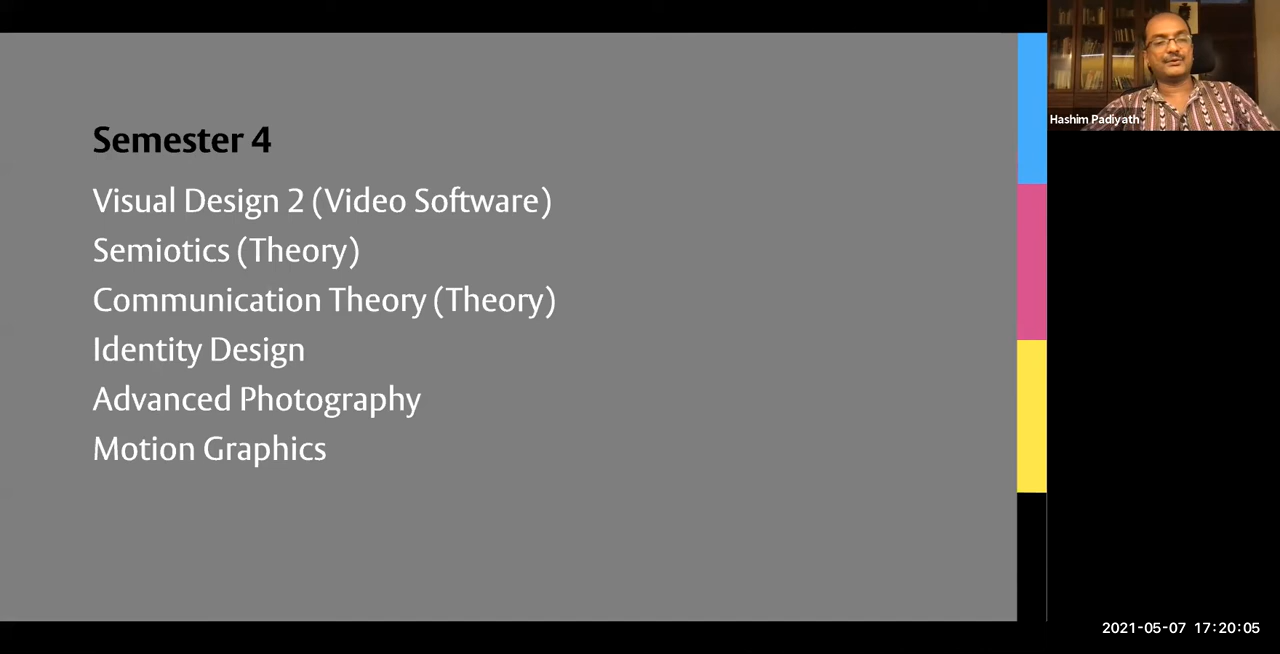 Semester 4
Visual Design 2 (Video Software)
Semiotics (Theory)
Communication Theory (Theory)
Identity Design
Advanced Photography
Motion Graphics
Hashim Padiyath
2021-05-07 17:20:05